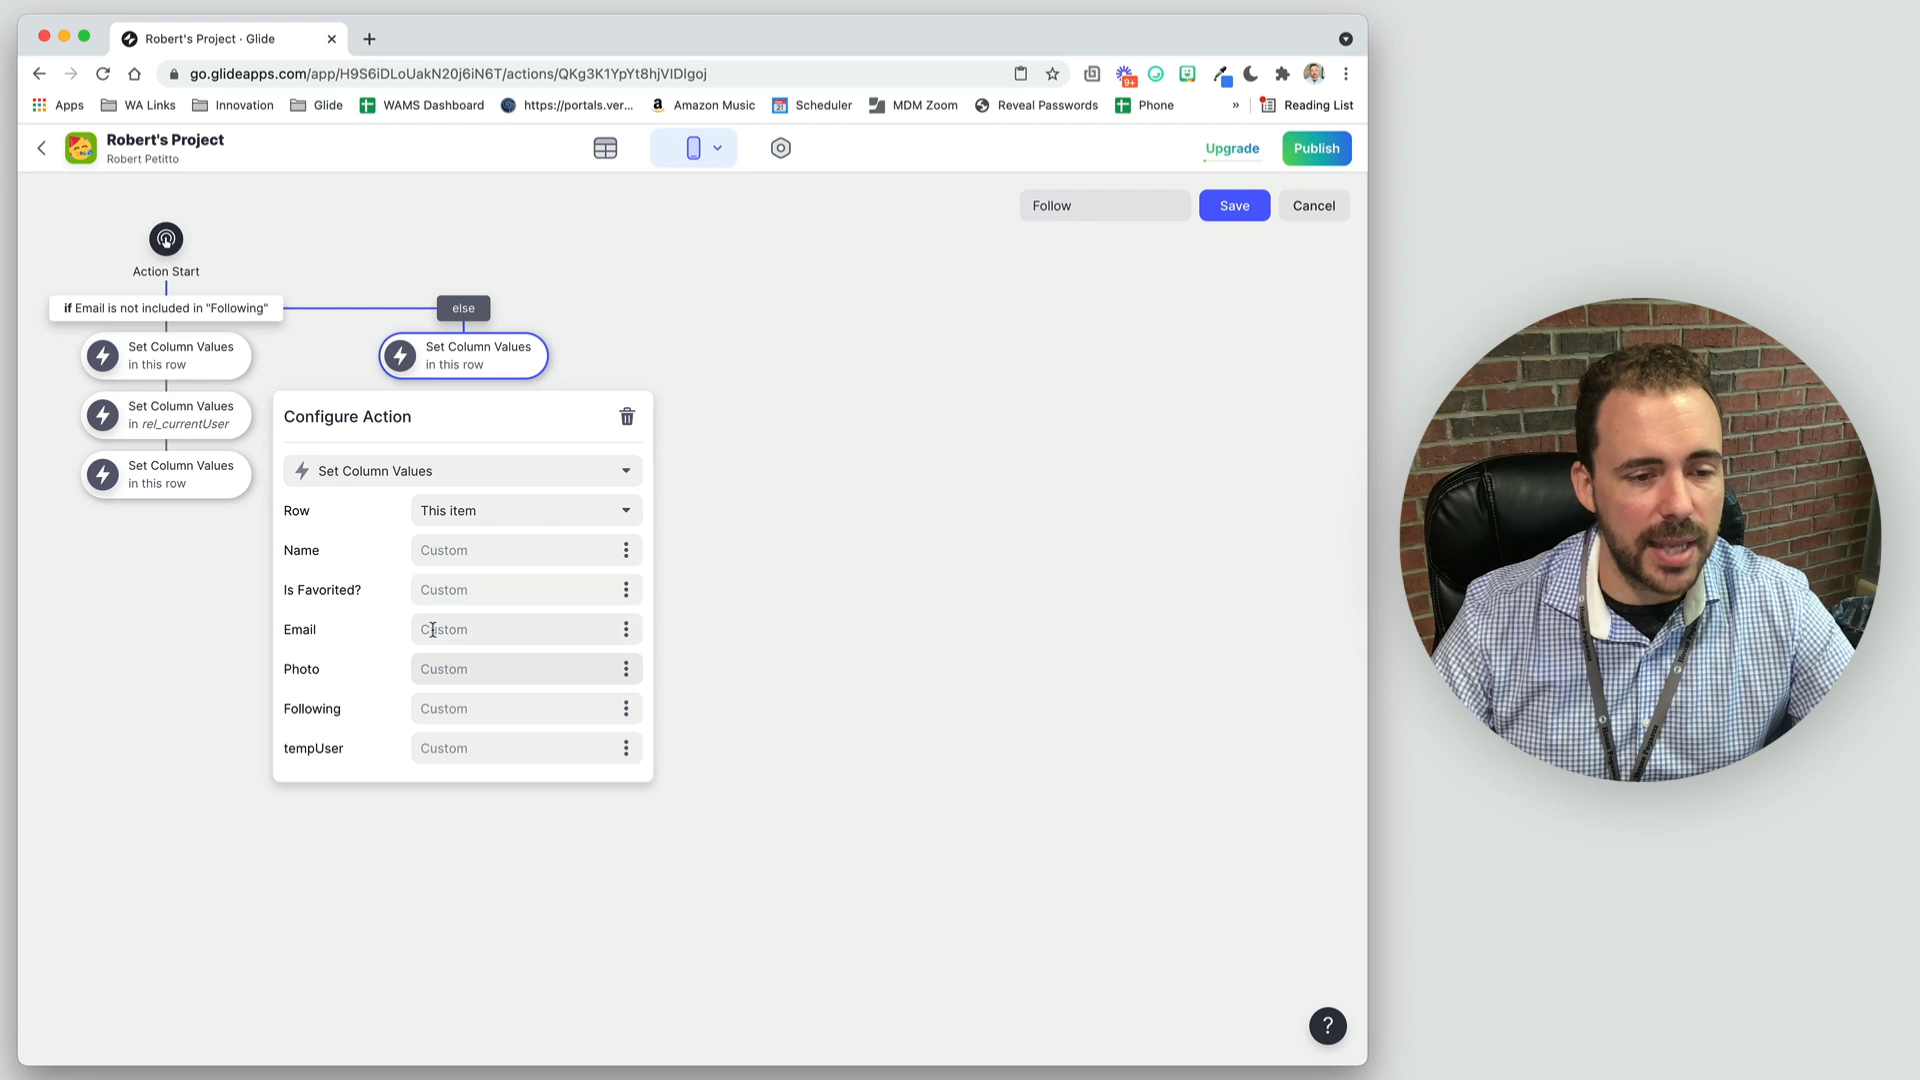 Robert's Project · Glide
go.glideapps.com/app/H9S6iDLoUakN20j6iN6T/actions/QKg3K1YpYt8hjVIDlgoj
9+
Apps
WA Links
Innovation
Glide
WAMS Dashboard
https://portals.ver...
Amazon Music
Scheduler
MDM Zoom
Reveal Passwords
Phone
»
Reading List
Robert's Project
Robert Petitto
Upgrade
Publish
Follow
Save
Cancel
Action Start
if Email is not included in "Following"
else
Set Column Values
in this row
Set Column Values
in this row
Set Column Values
in rel_currentUser
Set Column Values
in this row
Configure Action
Set Column Values
Row
This item
Name
Custom
Is Favorited?
Custom
Email
Custom
Photo
Custom
Following
Custom
tempUser
Custom
?